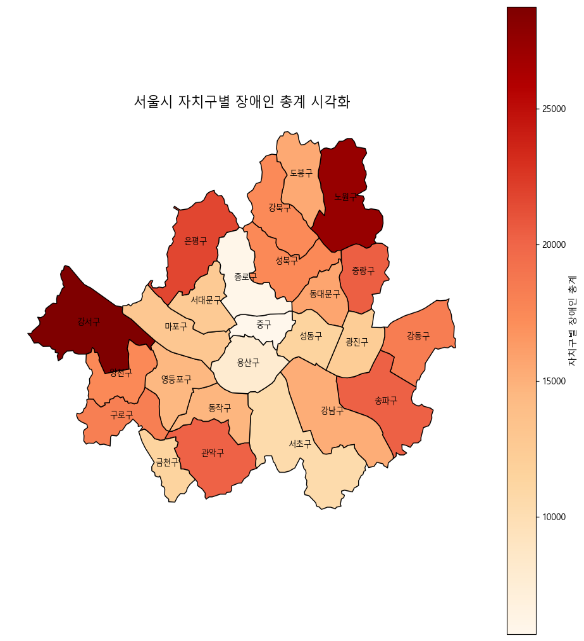 서울시 자치구별 장애인 총계 시각화
도봉구
노원구
강북구
은평구
성북구
중랑구
종로구
서대문구
동대문구
강서구
마포구
중구
성동구
광진구
강동구
용산구
양천구
영등포구
송파구
구로구
동작구
강남구
서초구
관악구
금천구
25000
20000
15000
10000
자치구별 장애인 총계